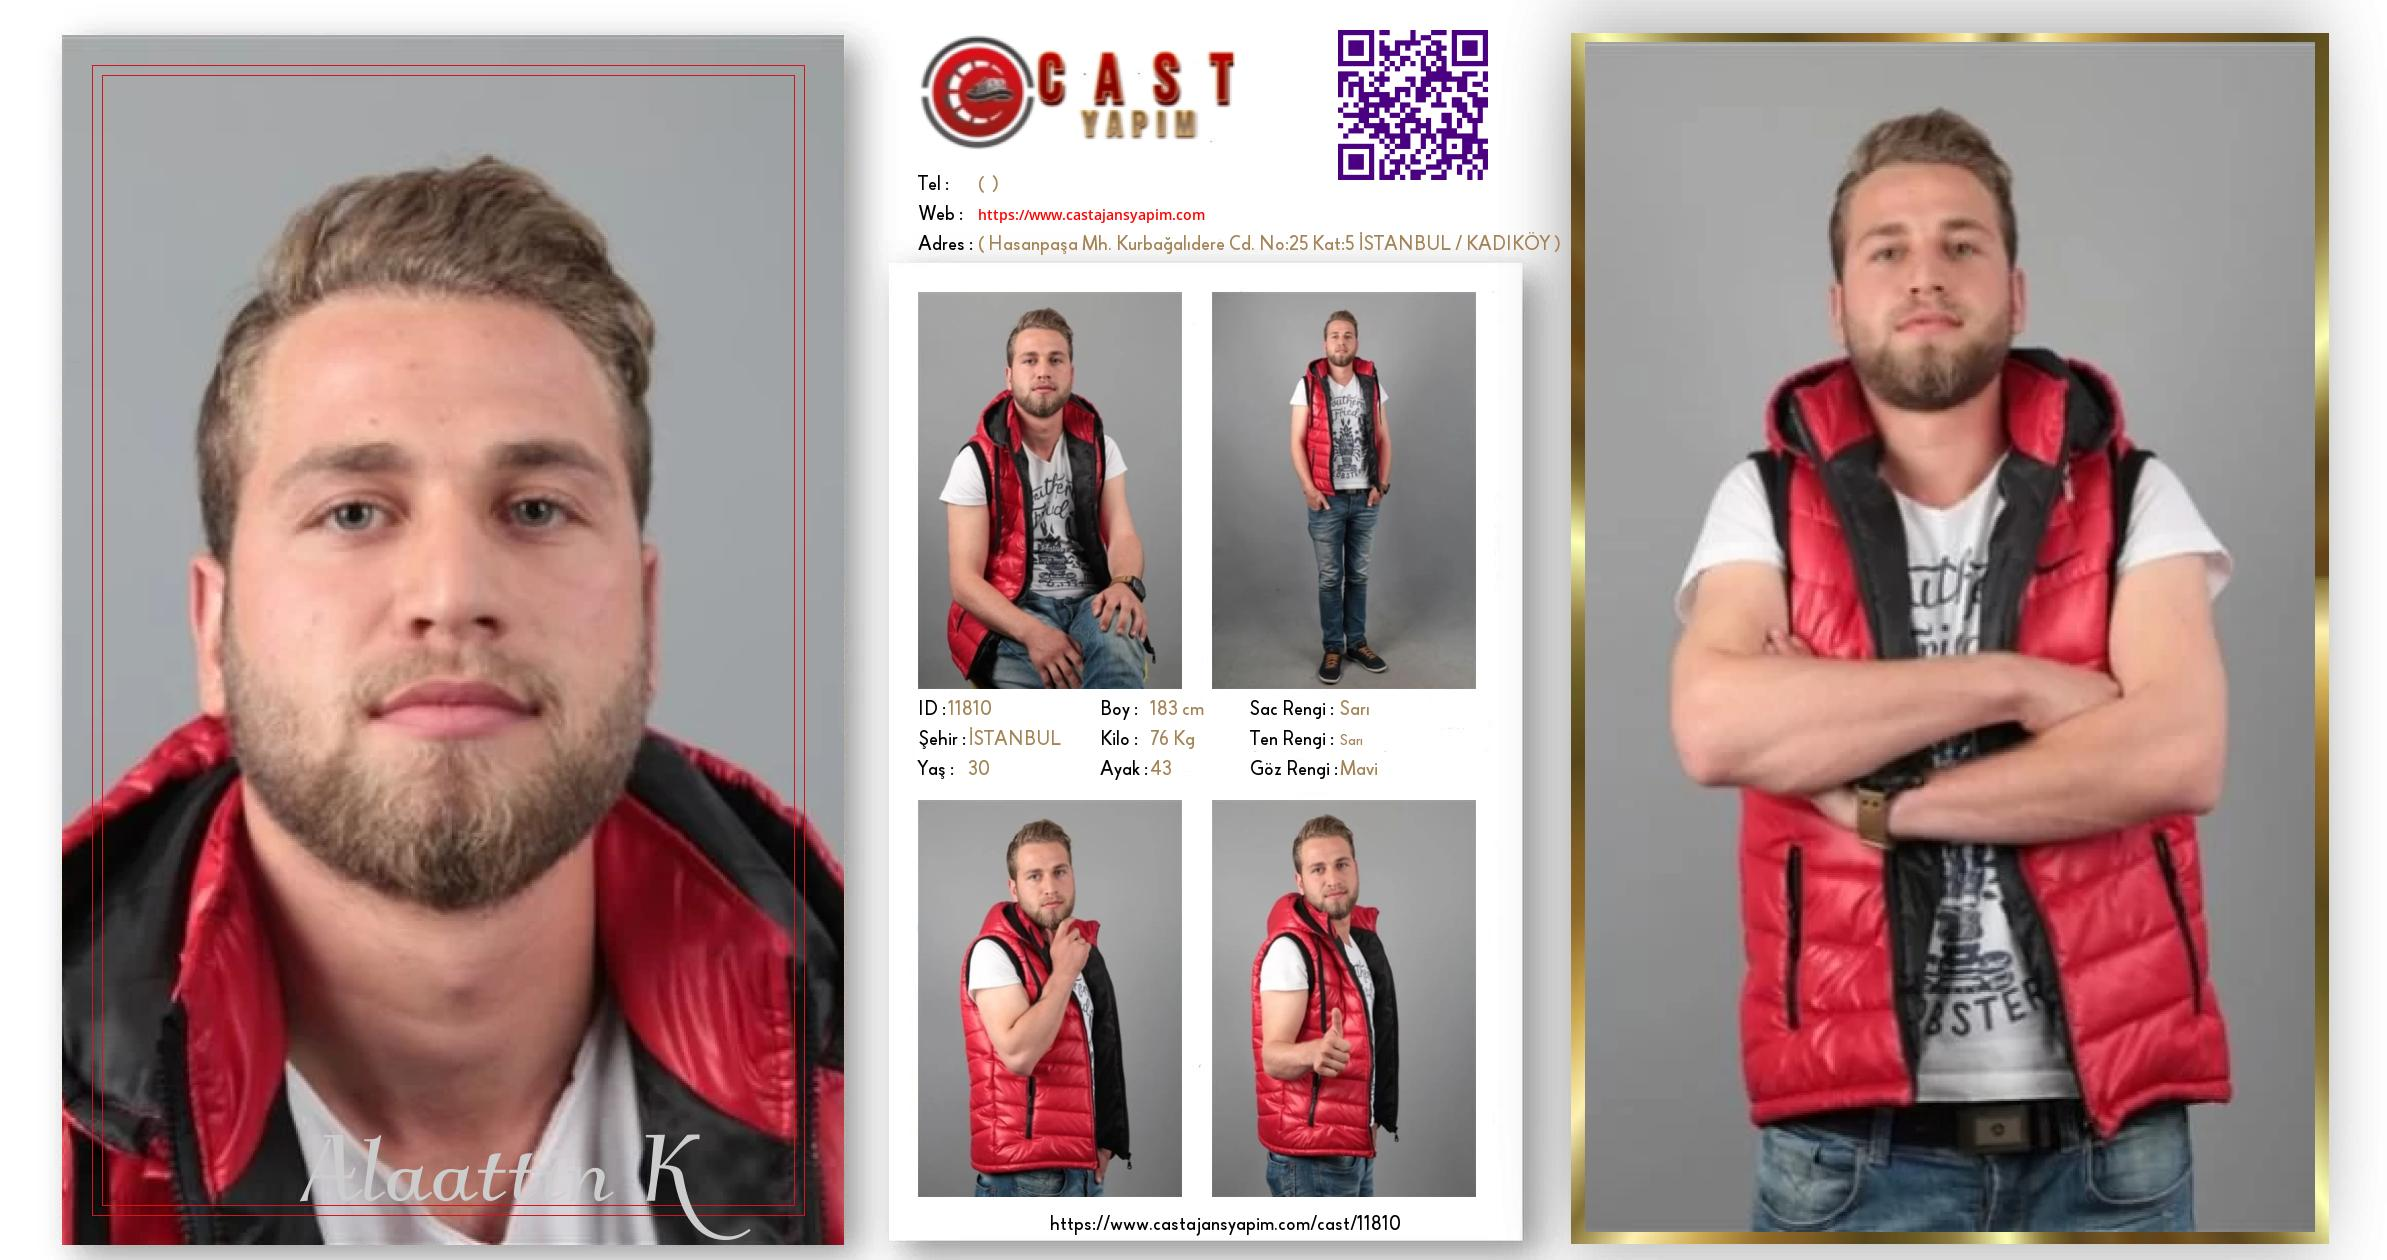 Alaattin K
CAST
YAPIM
Tel : ( )
Web : https://www.castajansyapim.com
Adres : ( Hasanpaşa Mh. Kurbağalıdere Cd. No:25 Kat:5 İSTANBUL / KADIKÖY )
ID : 11810 Boy : 183 cm Sac Rengi : Sarı
Şehir : İSTANBUL Kilo : 76 Kg Ten Rengi : Sarı
Yaş : 30 Ayak : 43 Göz Rengi : Mavi
https://www.castajansyapim.com/cast/11810